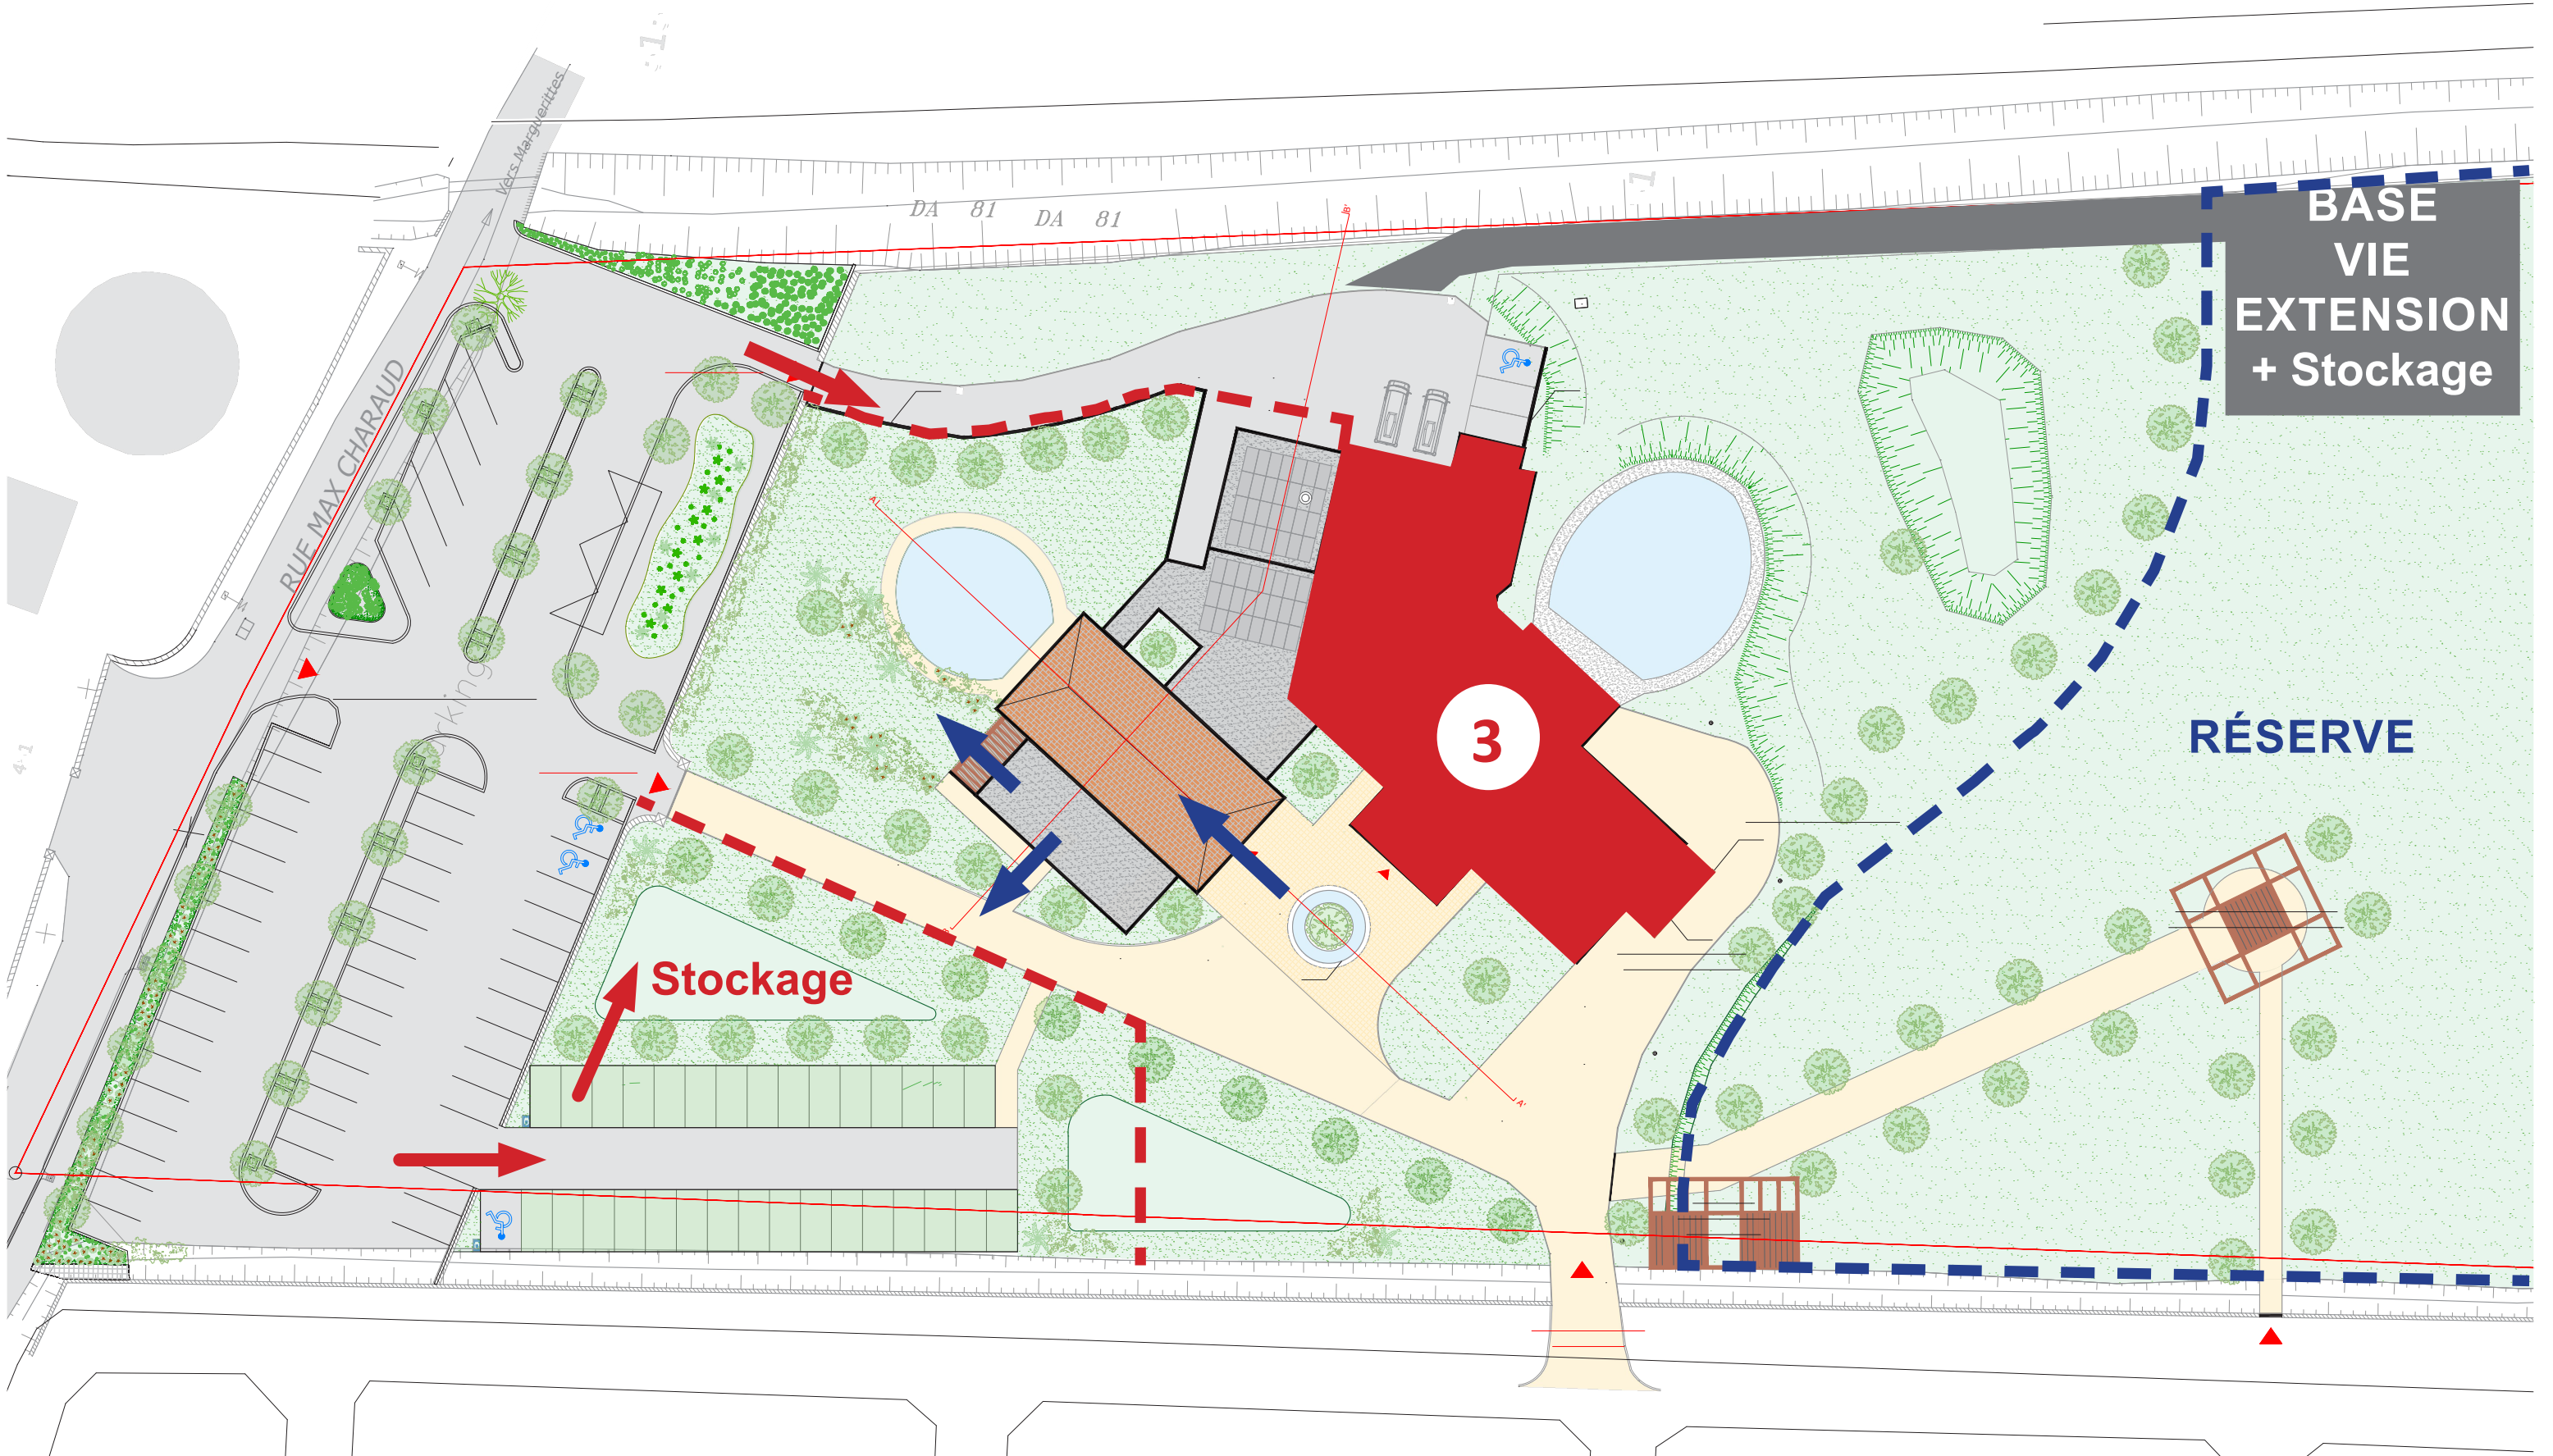 Vers Marguerittes
DA 81 DA 81
BASE
VIE
EXTENSION
+ Stockage
RUE MAX CHARAUD
3
RÉSERVE
Stockage
A'